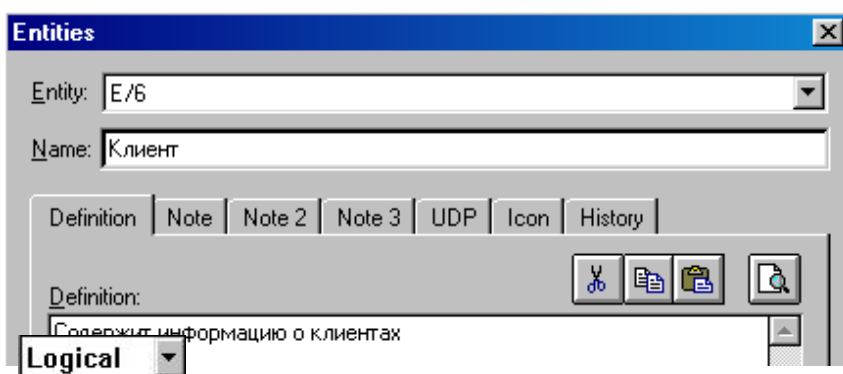 Entities
Entity: E/6
Name: Клиент
Definition Note Note 2 Note 3 UDP Icon History
Definition:
Содержит информацию о клиентах
Logical